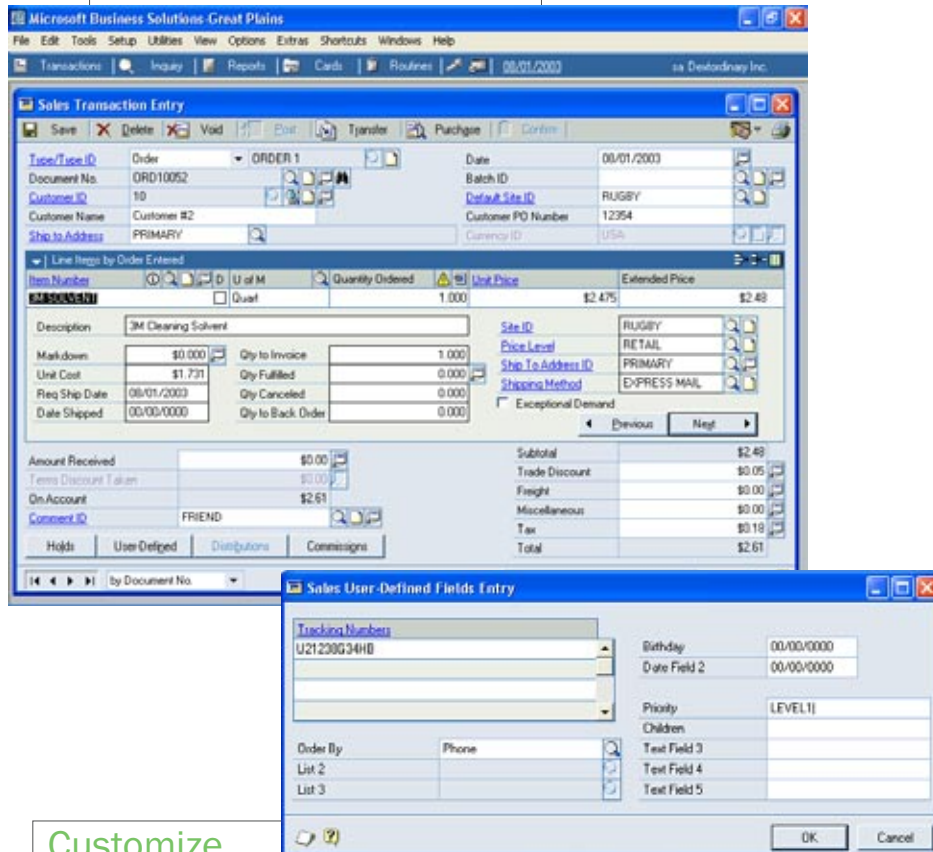 Microsoft Business Solutions-Great Plains
File Edit Tools Setup Utilities View Options Extras Shortcuts Windows Help
Transactions Inquiry Reports Cards Routines 08/01/2003 sa Dextordinary Inc.
Sales Transaction Entry
Save Delete Void Post Transfer Purchase Confirm
Type/Type ID Order ORDER 1 Date 08/01/2003
Document No. ORD10052 Batch ID
Customer ID 10 Default Site ID RUGBY
Customer Name Customer #2 Customer PO Number 12354
Ship to Address PRIMARY Currency ID USA
Line Items by Order Entered
Item Number D U of M Quantity Ordered Unit Price Extended Price
3M SOLVENT Quart 1.000 $2.475 $2.48
Description 3M Cleaning Solvent Site ID RUGBY
Price Level RETAIL
Markdown $0.000 Qty to Invoice 1.000 Ship To Address ID PRIMARY
Unit Cost $1.731 Qty Fulfilled 0.000 Shipping Method EXPRESS MAIL
Req Ship Date 08/01/2003 Qty Canceled 0.000 Exceptional Demand
Date Shipped 00/00/0000 Qty to Back Order 0.000 Previous Next
Amount Received $0.00 Subtotal $2.48
Terms Discount Taken $0.00 Trade Discount $0.05
On Account $2.61 Freight $0.00
Comment ID FRIEND Miscellaneous $0.00
Tax $0.18
Holds User-Defined Distributions Commissions Total $2.61
by Document No.
Sales User-Defined Fields Entry
Tracking Numbers
U21230G34HB Birthday 00/00/0000
Date Field 2 00/00/0000
Priority LEVEL1
Children
Order By Phone Text Field 3
List 2 Text Field 4
List 3 Text Field 5
OK Cancel
Customize